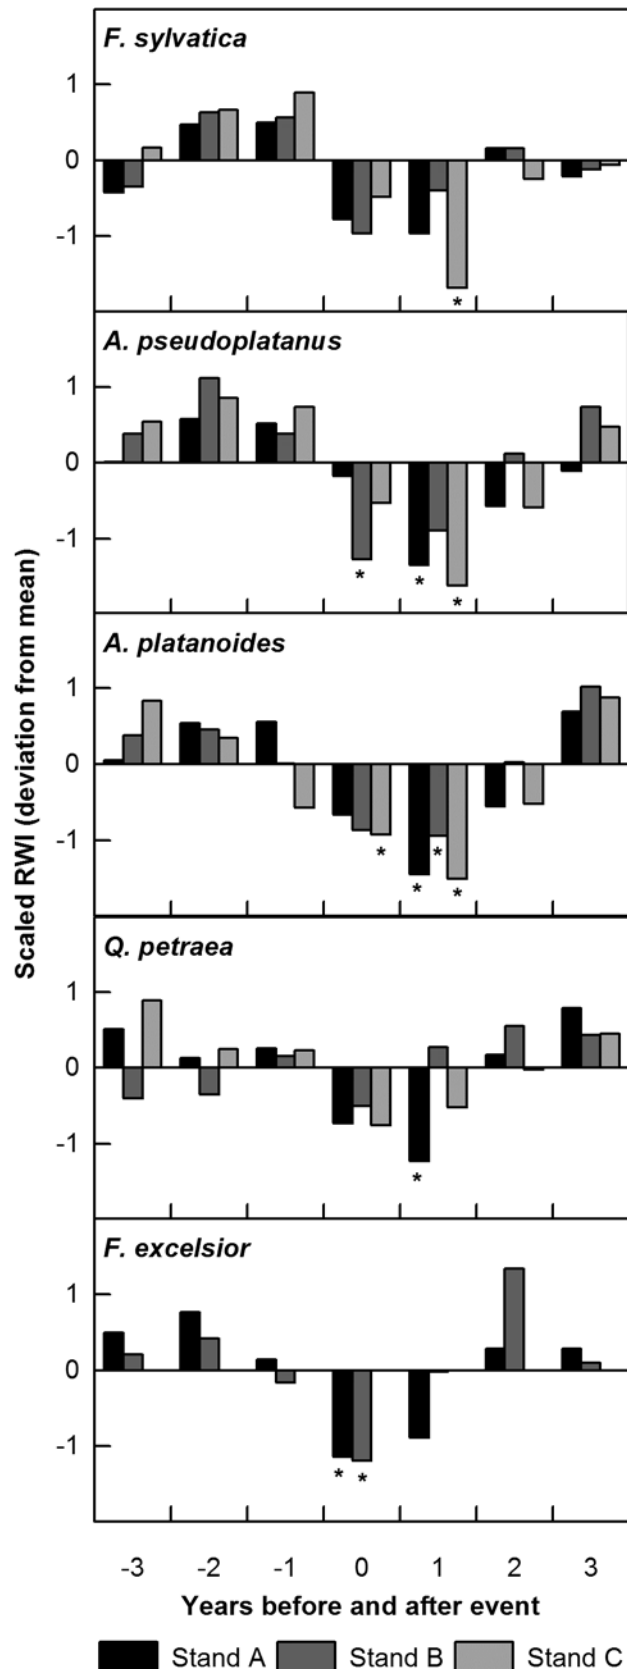 F. sylvatica
1
0
-1
*
A. pseudoplatanus
1
0
-1
* * *
A. platanoides
1
0
-1
* * * *
Q. petraea
1
0
-1
*
F. excelsior
1
0
-1
* *
Scaled RWI (deviation from mean)
-3 -2 -1 0 1 2 3
Years before and after event
Stand A Stand B Stand C